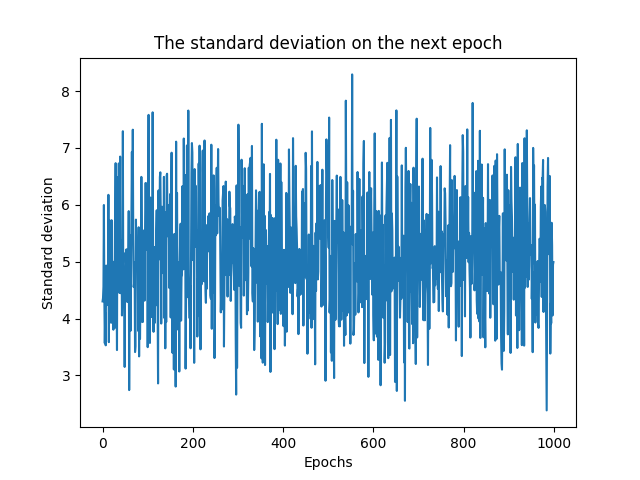 The standard deviation on the next epoch
Standard deviation
8
7
6
5
4
3
0 200 400 600 800 1000
Epochs